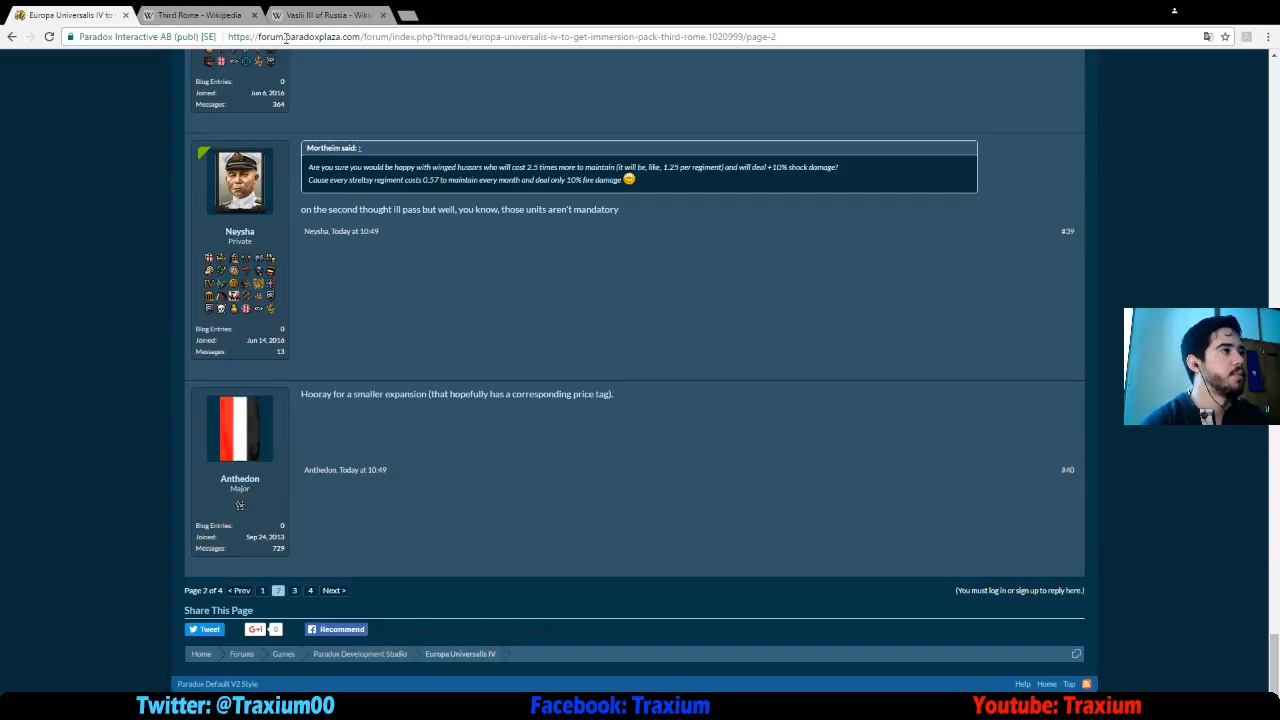 Europa Universalis IV to
Third Rome - Wikipedia
Vasili III of Russia - Wiki
Paradox Interactive AB (publ) [SE]
https://forum.paradoxplaza.com/forum/index.php?threads/europa-universalis-iv-to-get-immersion-pack-third-rome.1020999/page-2
Blog Entries: 0
Joined: Jun 6, 2016
Messages: 364
Mortheim said: ↑
Are you sure you would be happy with winged hussars who will cost 2.5 times more to maintain (it will be, like, 1.25 per regiment) and will deal +10% shock damage?
Cause every streltsy regiment costs 0.57 to maintain every month and deal only 10% fire damage
on the second thought ill pass but well, you know, those units aren't mandatory
Neysha
Private
Neysha, Today at 10:49
#39
Blog Entries: 0
Joined: Jun 14, 2016
Messages: 13
Hooray for a smaller expansion (that hopefully has a corresponding price tag).
Anthedon, Today at 10:49
#40
Anthedon
Major
Blog Entries: 0
Joined: Sep 24, 2013
Messages: 729
Page 2 of 4 < Prev 1 2 3 4 Next >
(You must log in or sign up to reply here.)
Share This Page
Tweet
G+1 0
Recommend
Home Forums Games Paradox Development Studio Europa Universalis IV
Paradox Default V2 Style
Help Home Top
Twitter: @Traxium00
Facebook: Traxium
Youtube: Traxium